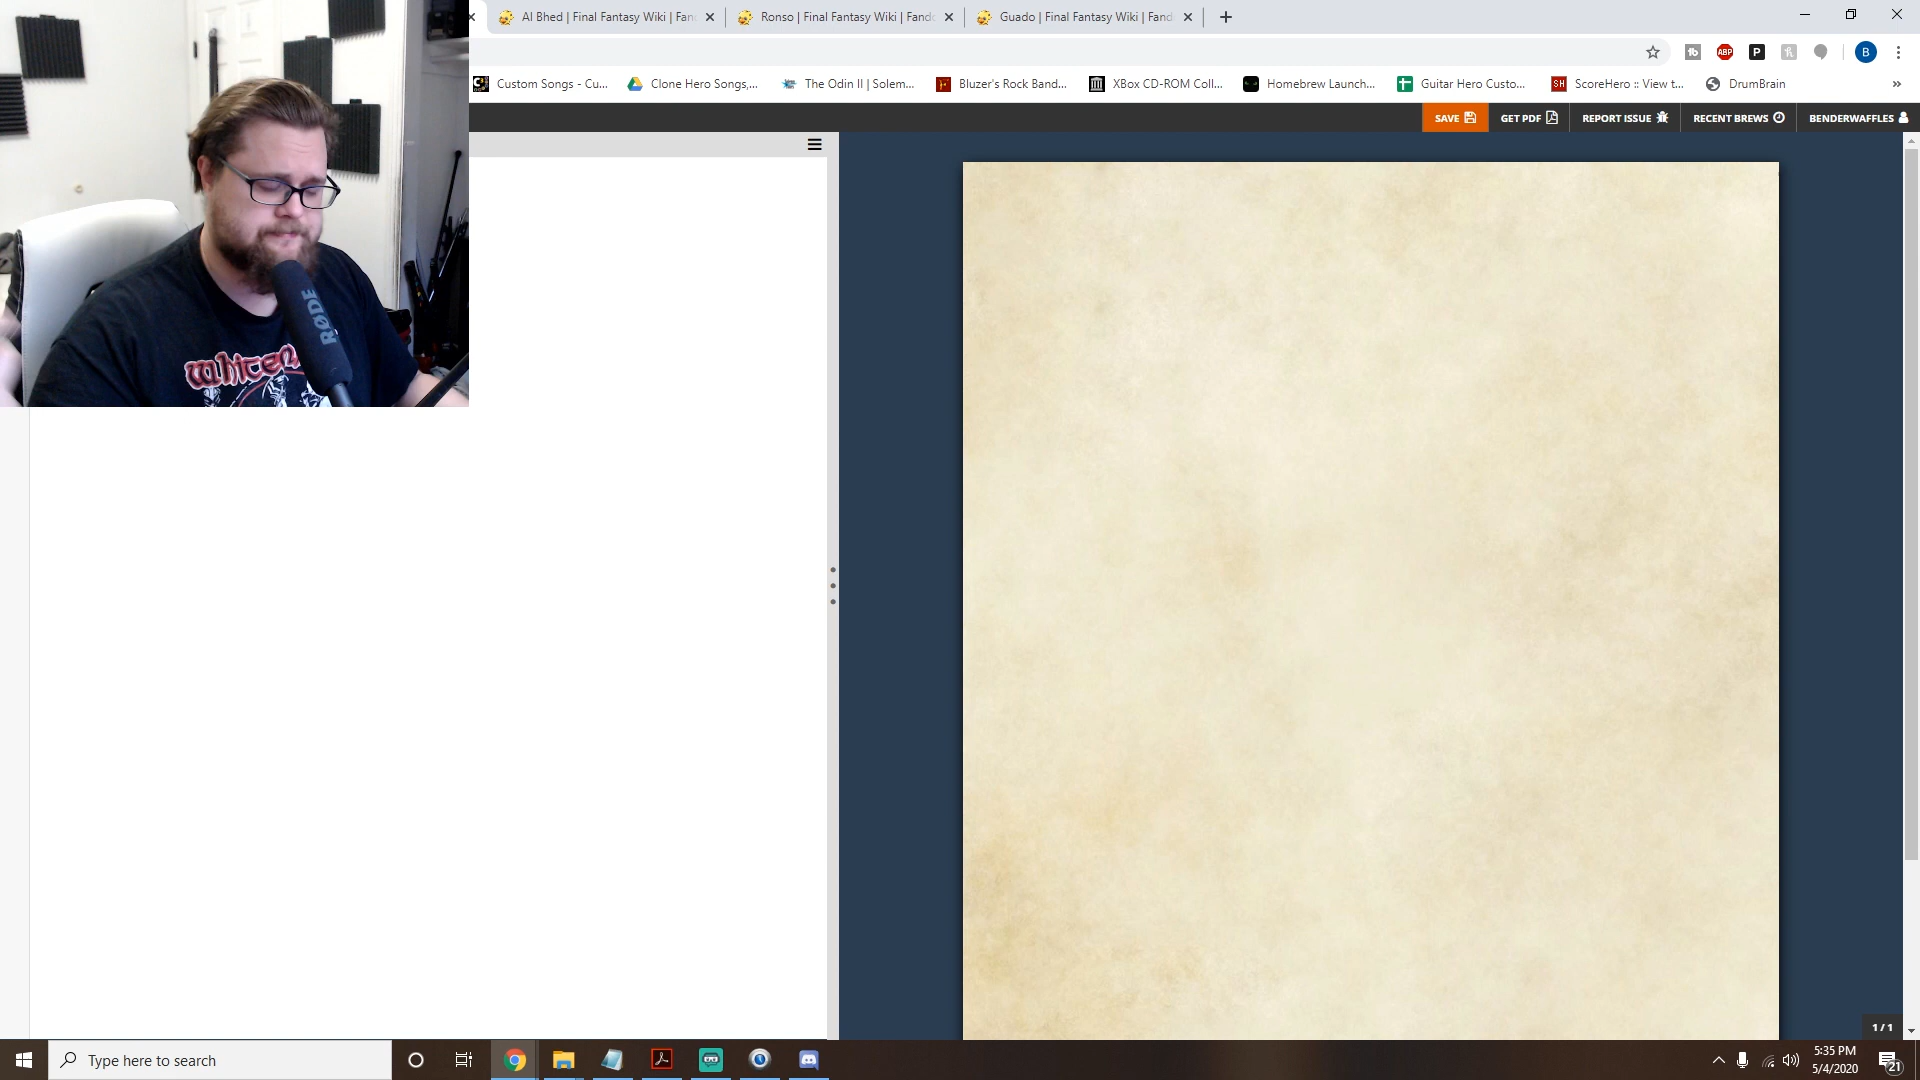 Al Bhed | Final Fantasy Wiki | Fan
Ronso | Final Fantasy Wiki | Fand
Guado | Final Fantasy Wiki | Fand
ABP
P
B
Custom Songs - Cu...
Clone Hero Songs,...
The Odin II | Solem...
Bluzer's Rock Band...
XBox CD-ROM Coll...
Homebrew Launch...
Guitar Hero Custo...
SH
ScoreHero :: View t...
DrumBrain
»
SAVE
GET PDF
REPORT ISSUE
RECENT BREWS
BENDERWAFFLES
RØDE
1 / 1
Type here to search
5:35 PM
5/4/2020
21